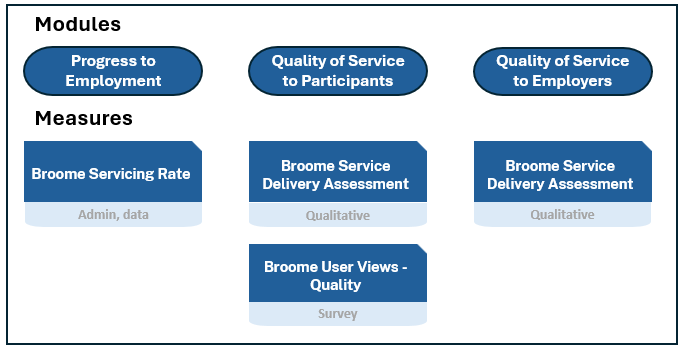 Modules
Progress to
Employment
Quality of Service
to Participants
Quality of Service
to Employers
Measures
Broome Servicing Rate
Admin, data
Broome Service
Delivery Assessment
Qualitative
Broome Service
Delivery Assessment
Qualitative
Broome User Views -
Quality
Survey